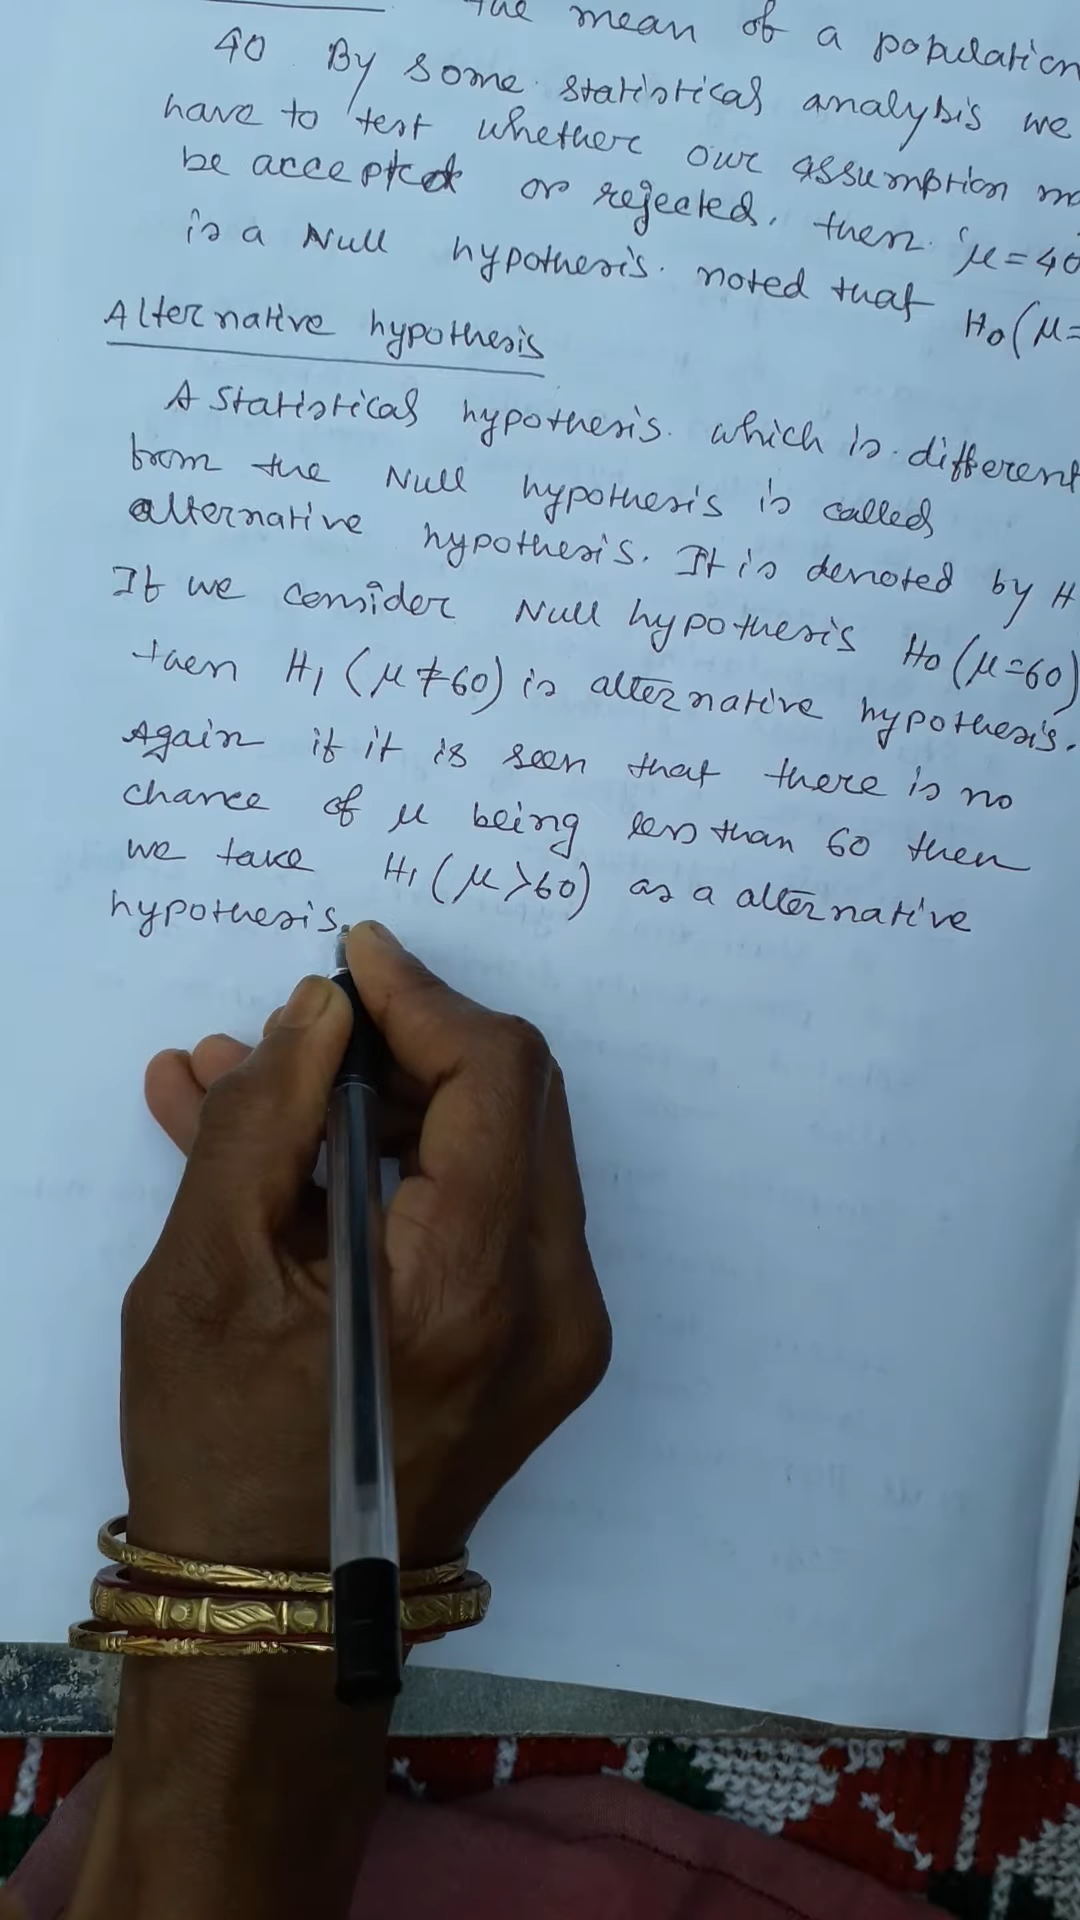 the mean of a population
40 By some statistical analysis we
have to test whether our assumption
be accepted or rejected. then 'μ=40
is a Null hypothesis. noted that H0(μ=
Alternative hypothesis
A Statistical hypothesis. which is different
from the Null hypothesis is called
alternative hypothesis. It is denoted by H
If we consider Null hypothesis H0(μ=60)
then H1(μ≠60) is alternative hypothesis.
Again if it is seen that there is no
chance of μ being less than 60 then
we take H1(μ>60) as a alternative
hypothesis.